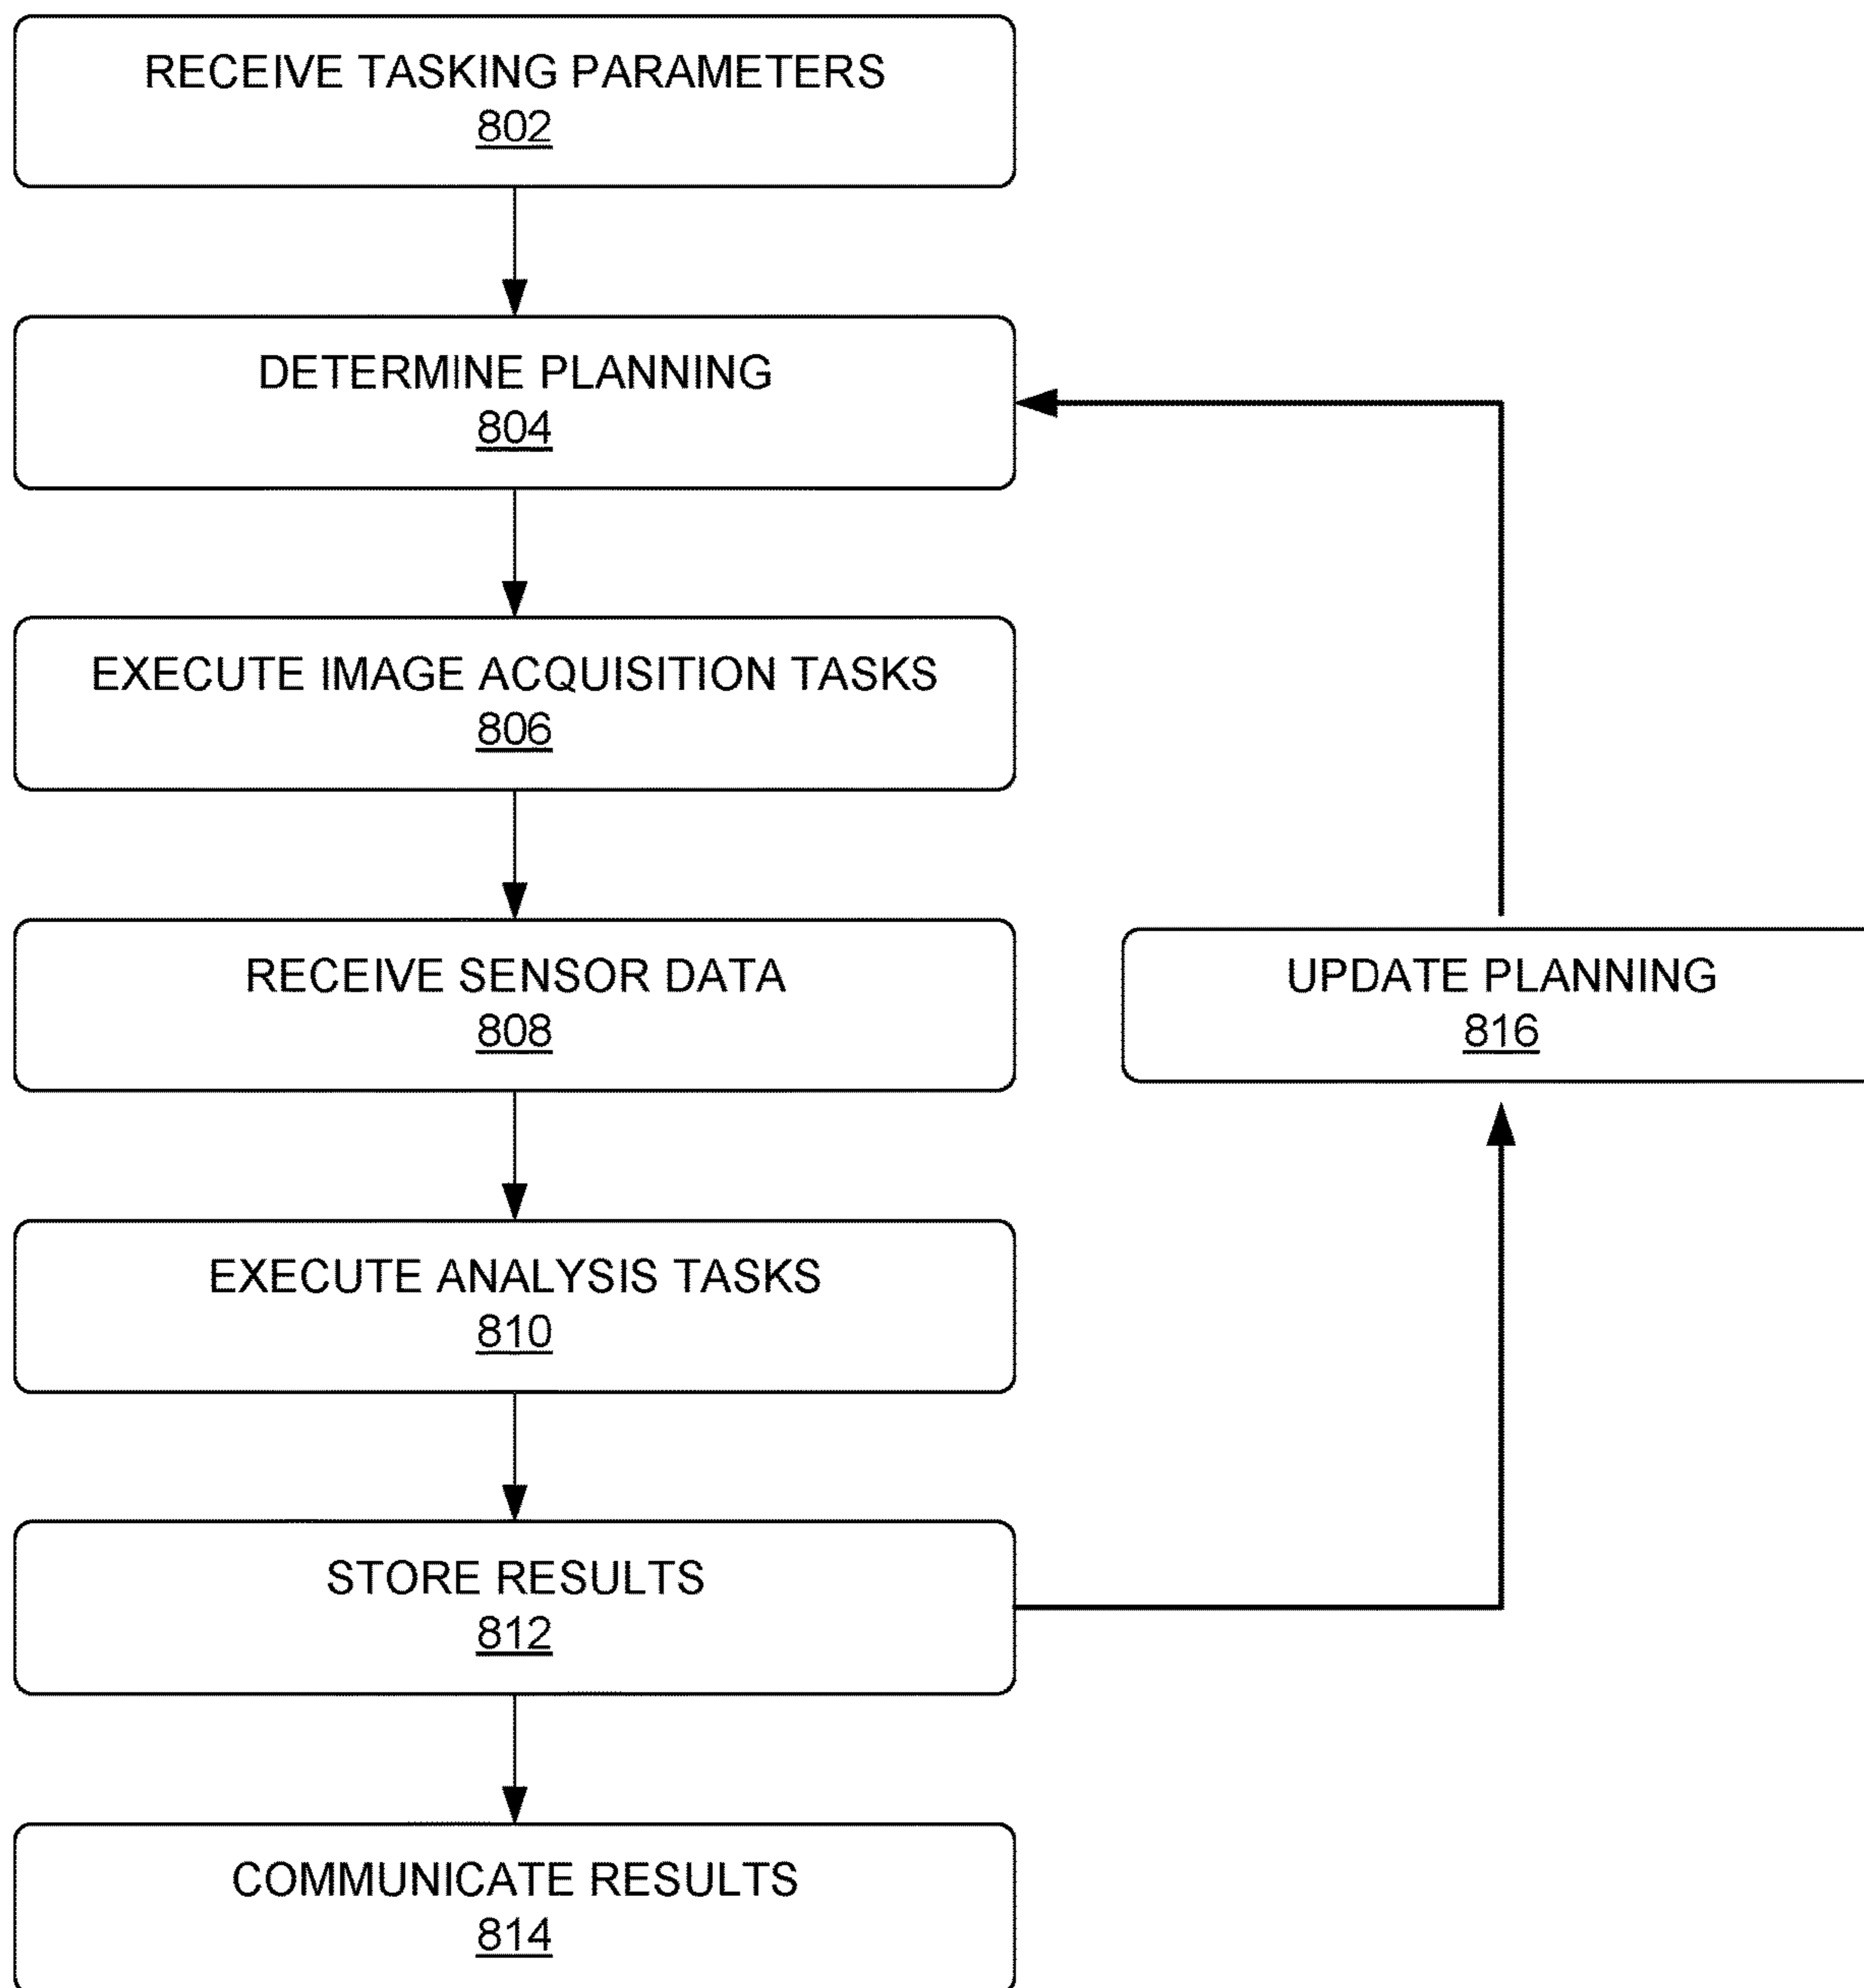 RECEIVE TASKING PARAMETERS
802
DETERMINE PLANNING
804
EXECUTE IMAGE ACQUISITION TASKS
806
RECEIVE SENSOR DATA
808
UPDATE PLANNING
816
EXECUTE ANALYSIS TASKS
810
STORE RESULTS
812
COMMUNICATE RESULTS
814